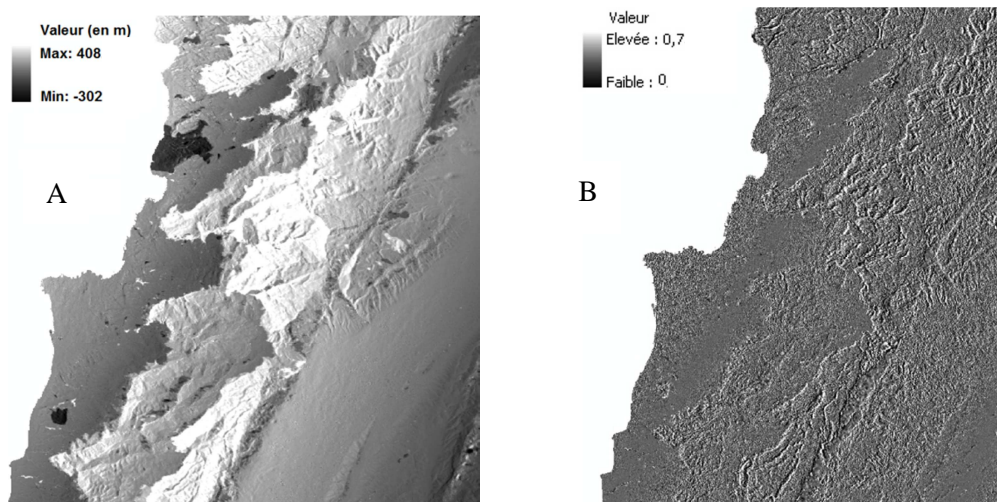 Valeur (en m)
Max: 408
Min: -302
A
Valeur
Elevée : 0,7
Faible : 0
B